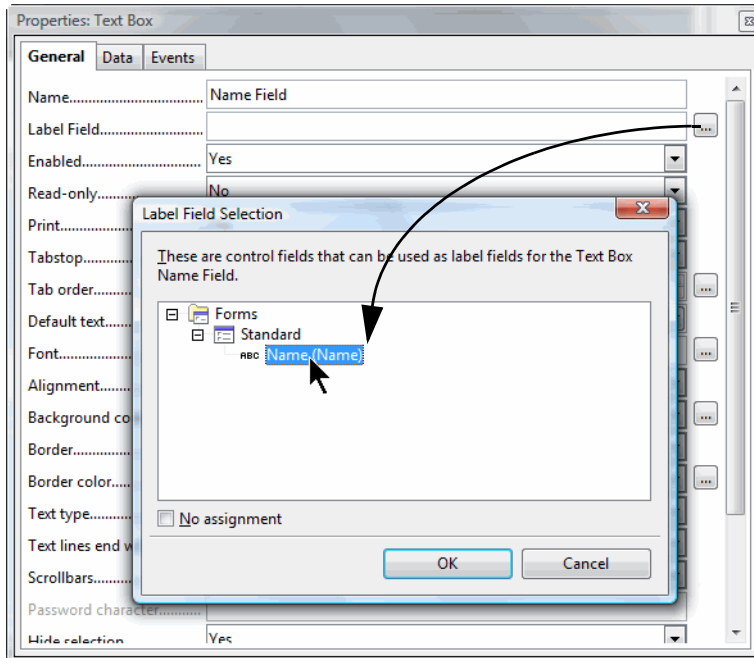 Properties: Text Box
General Data Events
Name.................................. Name Field
Label Field.......................... ...
Enabled.............................. Yes
Read-only............ No
Label Field Selection
Print...
Tabstop...
These are control fields that can be used as label fields for the Text Box
Name Field.
Tab order... ...
Forms
Default text...
Standard
Font... ...
ABC Name (Name)
Alignment...
Background co ...
Border...
Border color... ...
Text type...
No assignment
Text lines end w
OK Cancel
Scrollbars...
Password character...........
Hide selection Yes